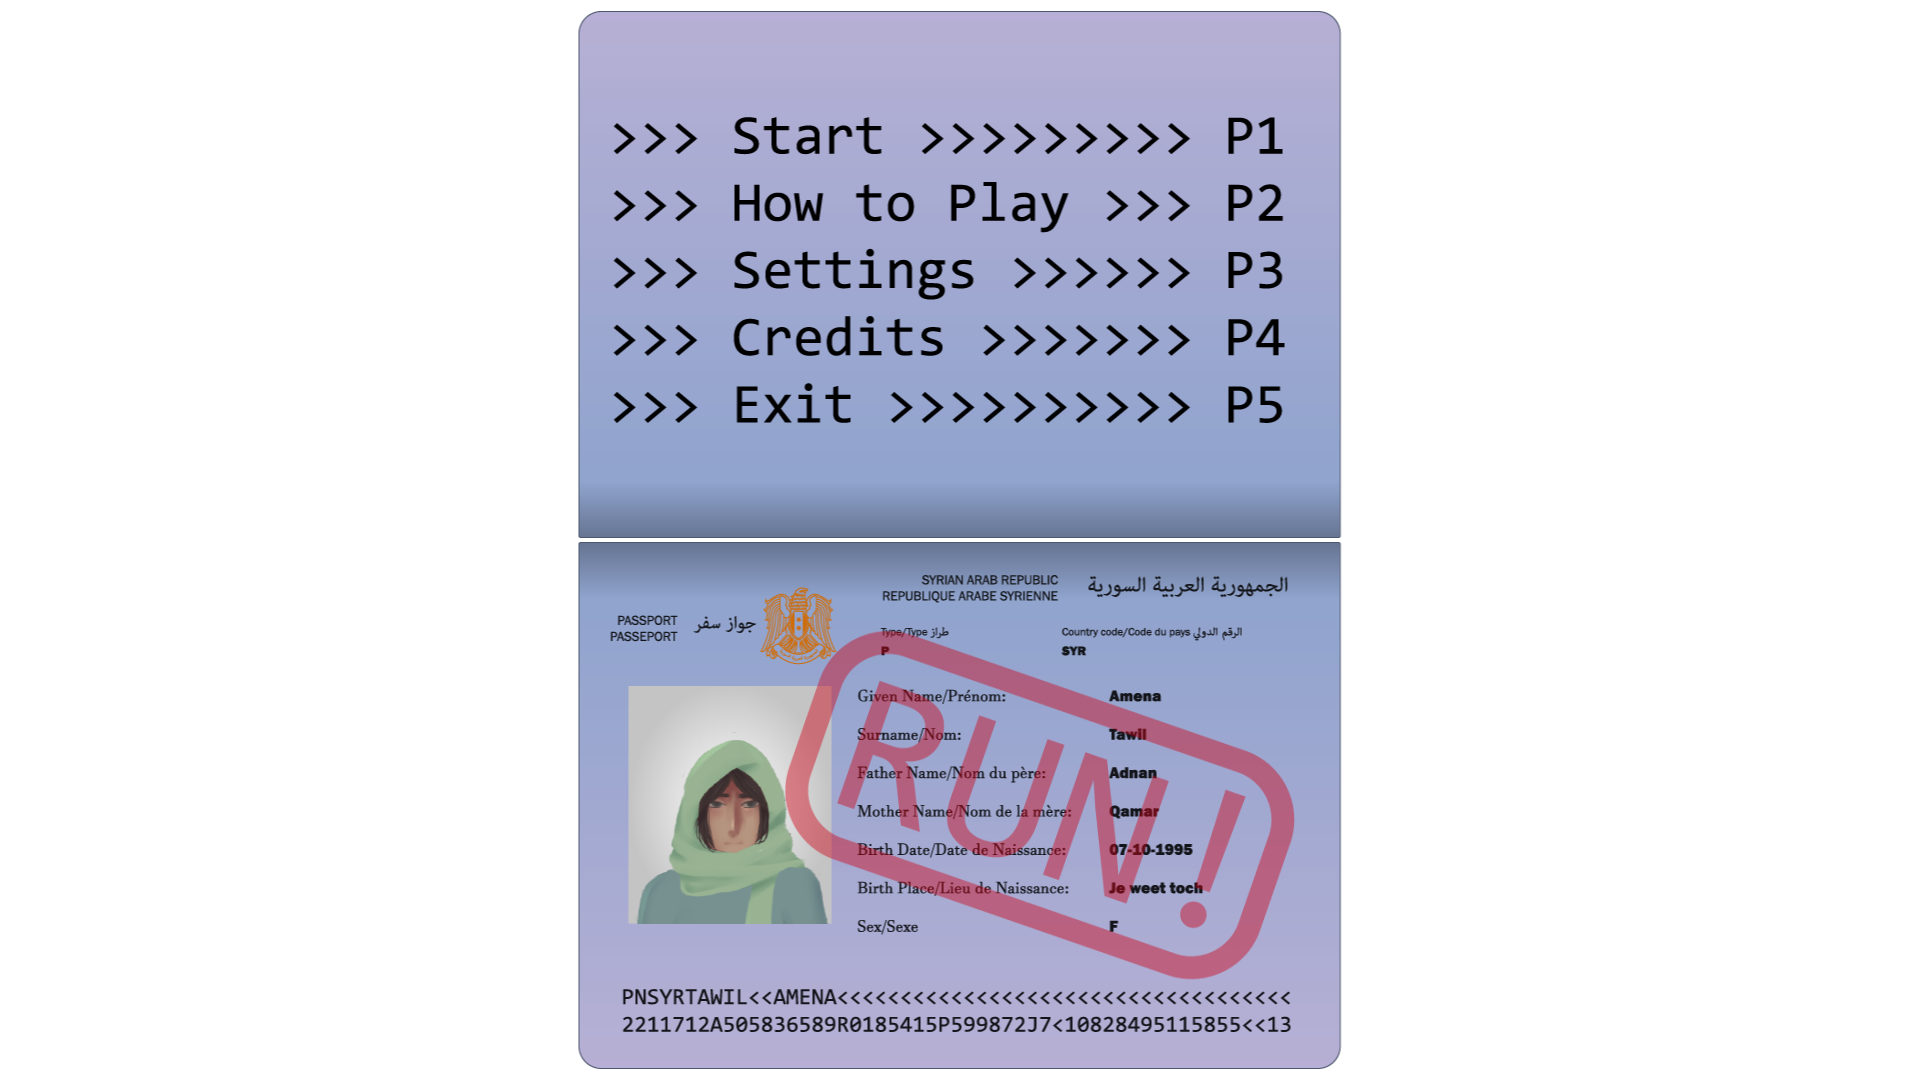 >>> Start >>>>>>>>> P1
>>> How to Play >>> P2
>>> Settings >>>>>> P3
>>> Credits >>>>>>> P4
>>> Exit >>>>>>>>>> P5
SYRIAN ARAB REPUBLIC الجمهورية العربية السورية
REPUBLIQUE ARABE SYRIENNE
PASSPORT جواز سفر
PASSEPORT
Type/Type طراز Country code/Code du pays الرقم الدولي
P SYR
Given Name/Prénom: Amena
Surname/Nom: Tawil
Father Name/Nom du père: Adnan
Mother Name/Nom de la mère: Qamar
Birth Date/Date de Naissance: 07-10-1995
Birth Place/Lieu de Naissance: Je weet toch
Sex/Sexe F
RUN!
PNSYRTAWIL<<AMENA<<<<<<<<<<<<<<<<<<<<<<<<<<<<<<<<<<<<
2211712A505836589R0185415P599872J7<10828495115855<<13